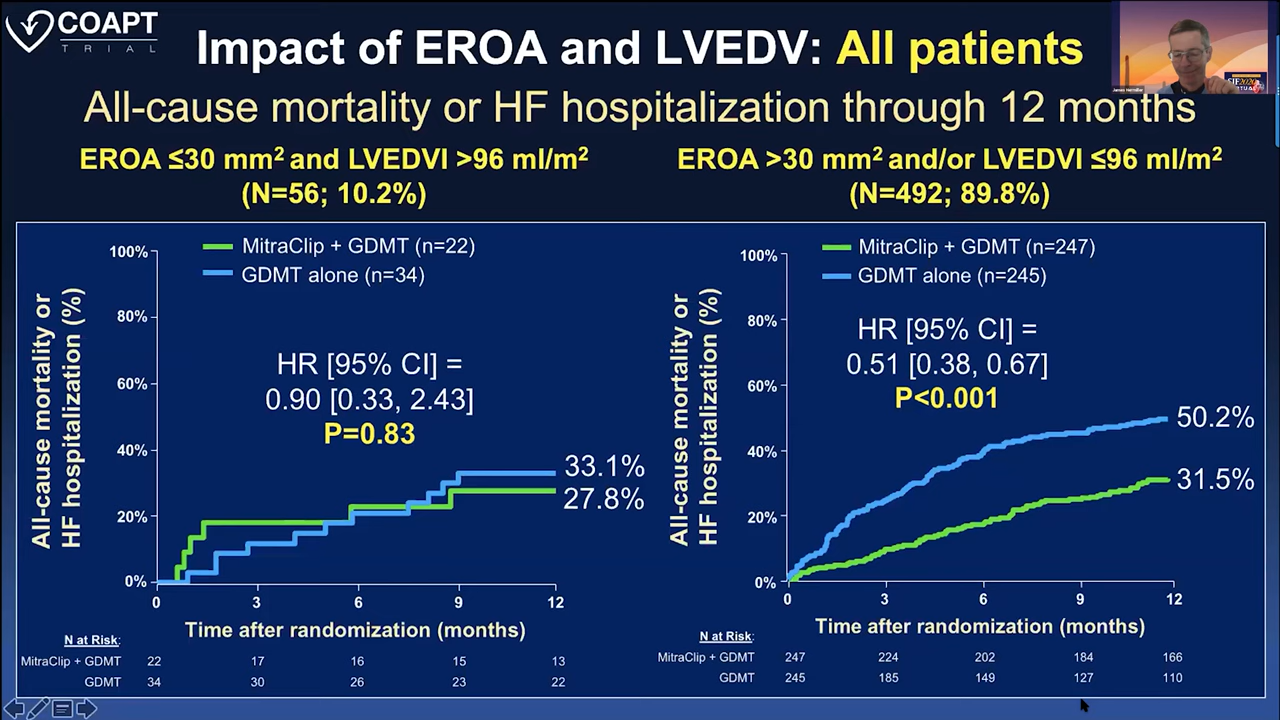 COAPT
TRIAL
Impact of EROA and LVEDV: All patients
All-cause mortality or HF hospitalization through 12 months
EROA ≤30 mm² and LVEDVI >96 ml/m²
(N=56; 10.2%)
EROA >30 mm² and/or LVEDVI ≤96 ml/m²
(N=492; 89.8%)
MitraClip + GDMT (n=22)
GDMT alone (n=34)
All-cause mortality or
HF hospitalization (%)
100%
80%
60%
40%
20%
0%
HR [95% CI] =
0.90 [0.33, 2.43]
P=0.83
33.1%
27.8%
0 3 6 9 12
Time after randomization (months)
N at Risk:
MitraClip + GDMT 22 17 16 15 13
GDMT 34 30 26 23 22
MitraClip + GDMT (n=247)
GDMT alone (n=245)
All-cause mortality or
HF hospitalization (%)
100%
80%
60%
40%
20%
0%
HR [95% CI] =
0.51 [0.38, 0.67]
P<0.001
50.2%
31.5%
0 3 6 9 12
Time after randomization (months)
N at Risk:
MitraClip + GDMT 247 224 202 184 166
GDMT 245 185 149 127 110